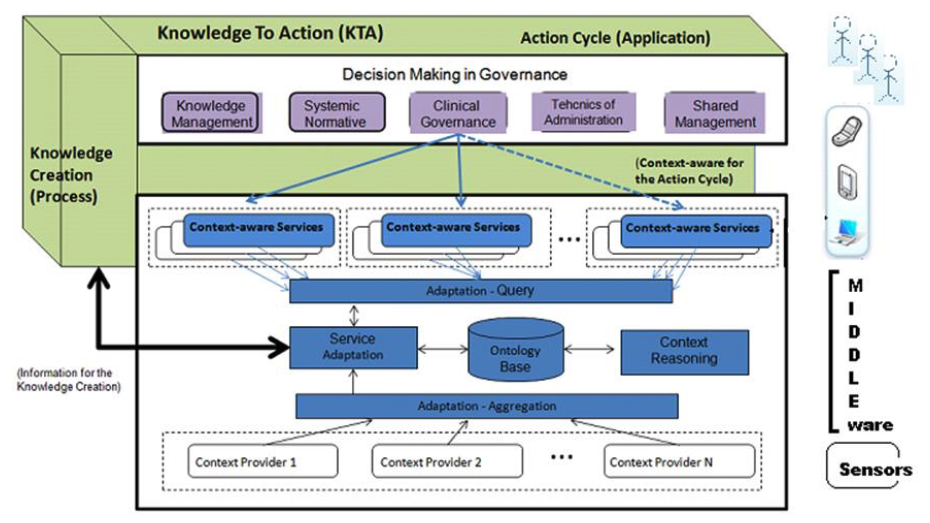 Knowledge To Action (KTA)
Action Cycle (Application)
Decision Making in Governance
Knowledge
Management
Systemic
Normative
Clinical
Governance
Tehcnics of
Administration
Shared
Management
Knowledge
Creation
(Process)
(Context-aware for
the Action Cycle)
Context-aware Services
Context-aware Services
...
Context-aware Services
Adaptation - Query
Service
Adaptation
Ontology
Base
Context
Reasoning
(Information for the
Knowledge Creation)
Adaptation - Aggregation
Context Provider 1
Context Provider 2
...
Context Provider N
M
I
D
D
L
E
ware
Sensors